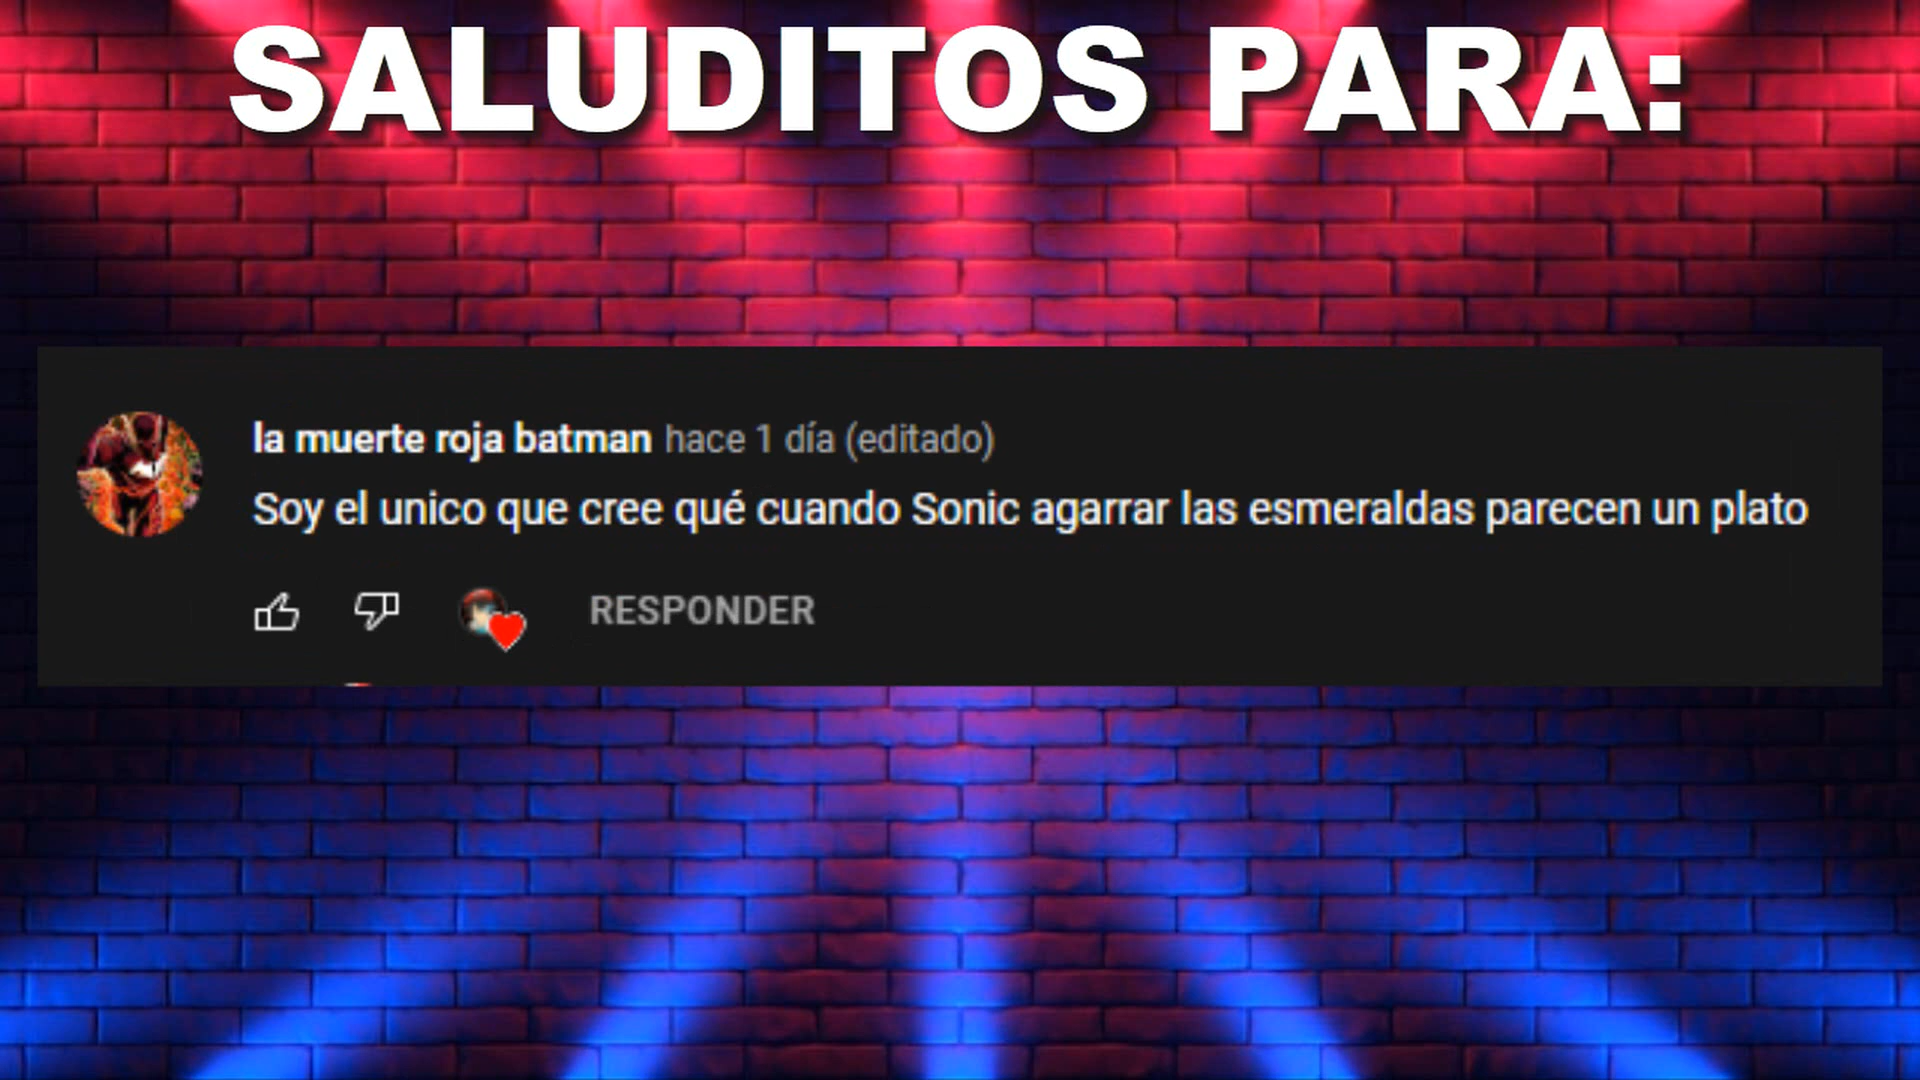 SALUDITOS PARA:
la muerte roja batman hace 1 día (editado)
Soy el unico que cree qué cuando Sonic agarrar las esmeraldas parecen un plato
RESPONDER